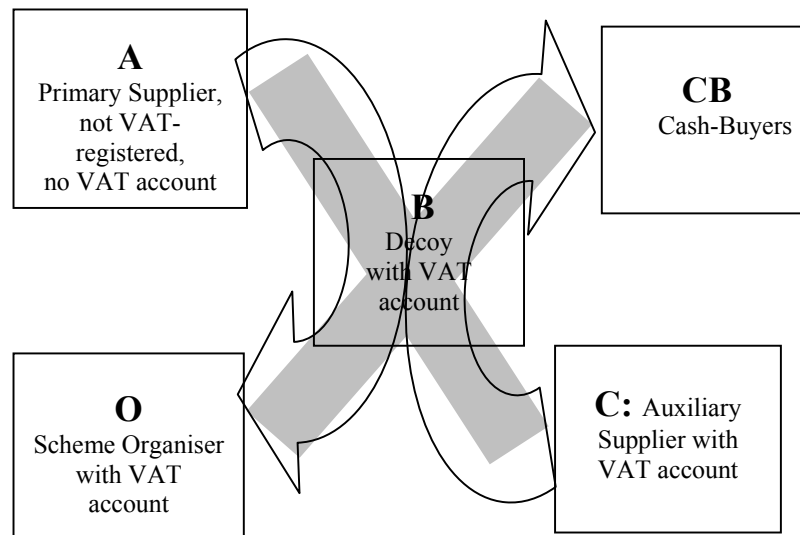 A
Primary Supplier,
not VAT-
registered,
no VAT account
CB
Cash-Buyers
B
Decoy
with VAT
account
O
Scheme Organiser
with VAT
account
C: Auxiliary
Supplier with
VAT account